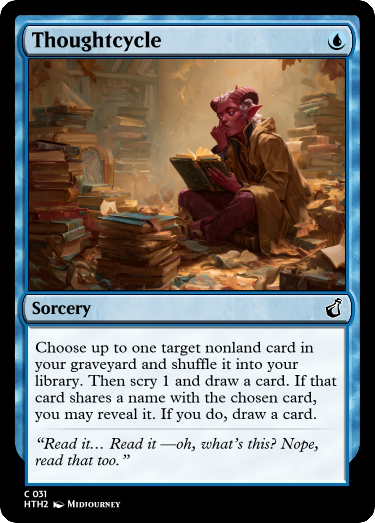 Thoughtcycle
Sorcery
Choose up to one target nonland card in
your graveyard and shuffle it into your
library. Then scry 1 and draw a card. If that
card shares a name with the chosen card,
you may reveal it. If you do, draw a card.
“Read it… Read it —oh, what’s this? Nope,
read that too.”
C 031
HTH2 Midjourney